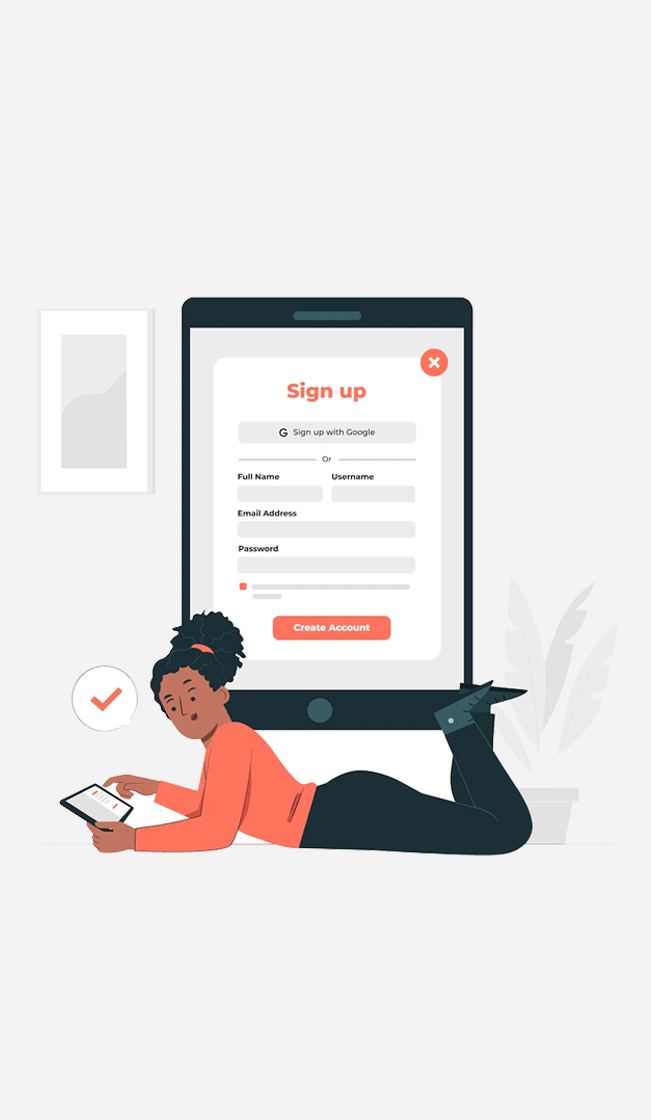 Sign up
G Sign up with Google
Or
Full Name Username
Email Address
Password
Create Account